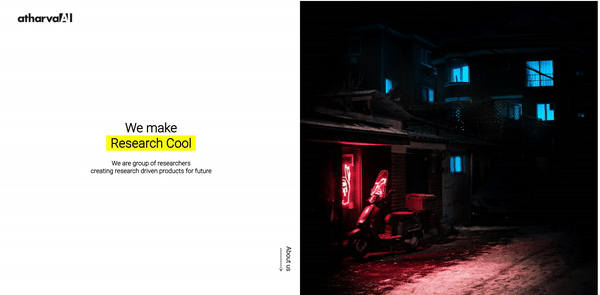 atharvaAI
We make
Research Cool
We are group of researchers
creating research driven products for future
About us